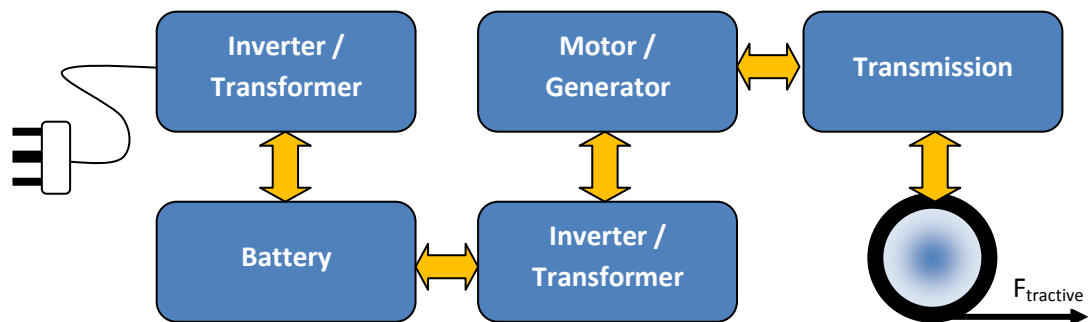 Inverter /
Transformer
Motor /
Generator
Transmission
Battery
Inverter /
Transformer
Ftractive